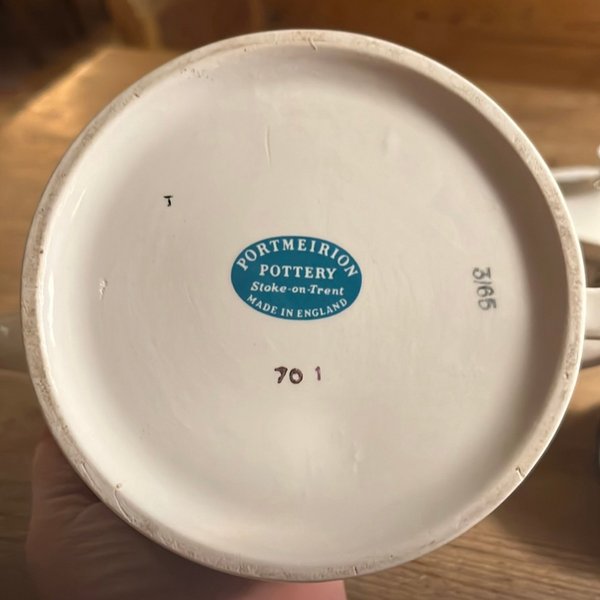 T
PORTMEIRION
POTTERY
Stoke-on-Trent
MADE IN ENGLAND
3/65
70 1